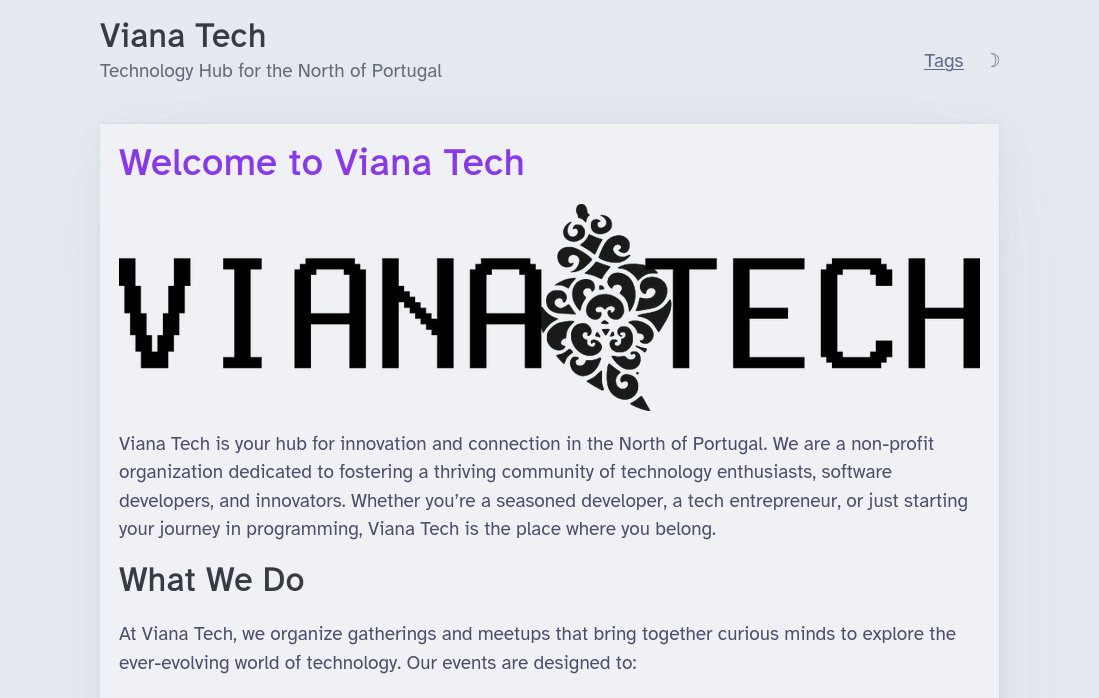 Viana Tech
Technology Hub for the North of Portugal
Tags
Welcome to Viana Tech
VIANA TECH
Viana Tech is your hub for innovation and connection in the North of Portugal. We are a non-profit
organization dedicated to fostering a thriving community of technology enthusiasts, software
developers, and innovators. Whether you’re a seasoned developer, a tech entrepreneur, or just starting
your journey in programming, Viana Tech is the place where you belong.
What We Do
At Viana Tech, we organize gatherings and meetups that bring together curious minds to explore the
ever-evolving world of technology. Our events are designed to: